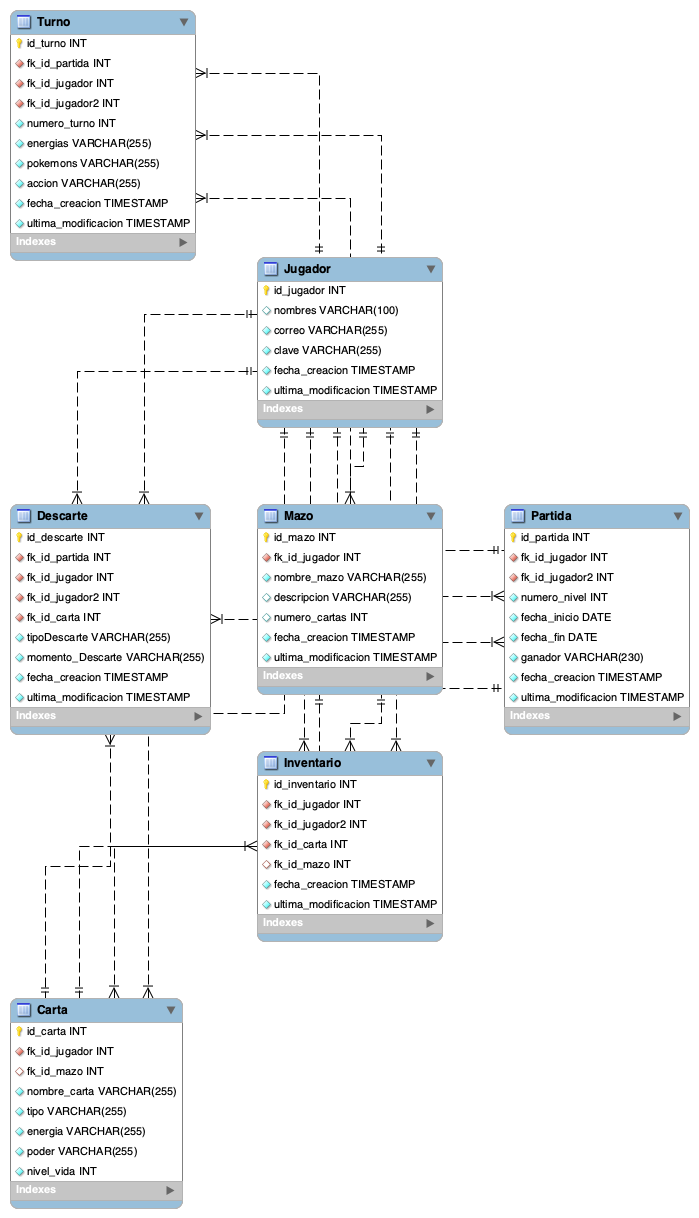 Turno
id_turno INT
fk_id_partida INT
fk_id_jugador INT
fk_id_jugador2 INT
numero_turno INT
energias VARCHAR(255)
pokemons VARCHAR(255)
accion VARCHAR(255)
fecha_creacion TIMESTAMP
ultima_modificacion TIMESTAMP
Indexes
Jugador
id_jugador INT
nombres VARCHAR(100)
correo VARCHAR(255)
clave VARCHAR(255)
fecha_creacion TIMESTAMP
ultima_modificacion TIMESTAMP
Indexes
Descarte
id_descarte INT
fk_id_partida INT
fk_id_jugador INT
fk_id_jugador2 INT
fk_id_carta INT
tipoDescarte VARCHAR(255)
momento_Descarte VARCHAR(255)
fecha_creacion TIMESTAMP
ultima_modificacion TIMESTAMP
Indexes
Mazo
id_mazo INT
fk_id_jugador INT
nombre_mazo VARCHAR(255)
descripcion VARCHAR(255)
numero_cartas INT
fecha_creacion TIMESTAMP
ultima_modificacion TIMESTAMP
Indexes
Partida
id_partida INT
fk_id_jugador INT
fk_id_jugador2 INT
numero_nivel INT
fecha_inicio DATE
fecha_fin DATE
ganador VARCHAR(230)
fecha_creacion TIMESTAMP
ultima_modificacion TIMESTAMP
Indexes
Inventario
id_inventario INT
fk_id_jugador INT
fk_id_jugador2 INT
fk_id_carta INT
fk_id_mazo INT
fecha_creacion TIMESTAMP
ultima_modificacion TIMESTAMP
Indexes
Carta
id_carta INT
fk_id_jugador INT
fk_id_mazo INT
nombre_carta VARCHAR(255)
tipo VARCHAR(255)
energia VARCHAR(255)
poder VARCHAR(255)
nivel_vida INT
Indexes